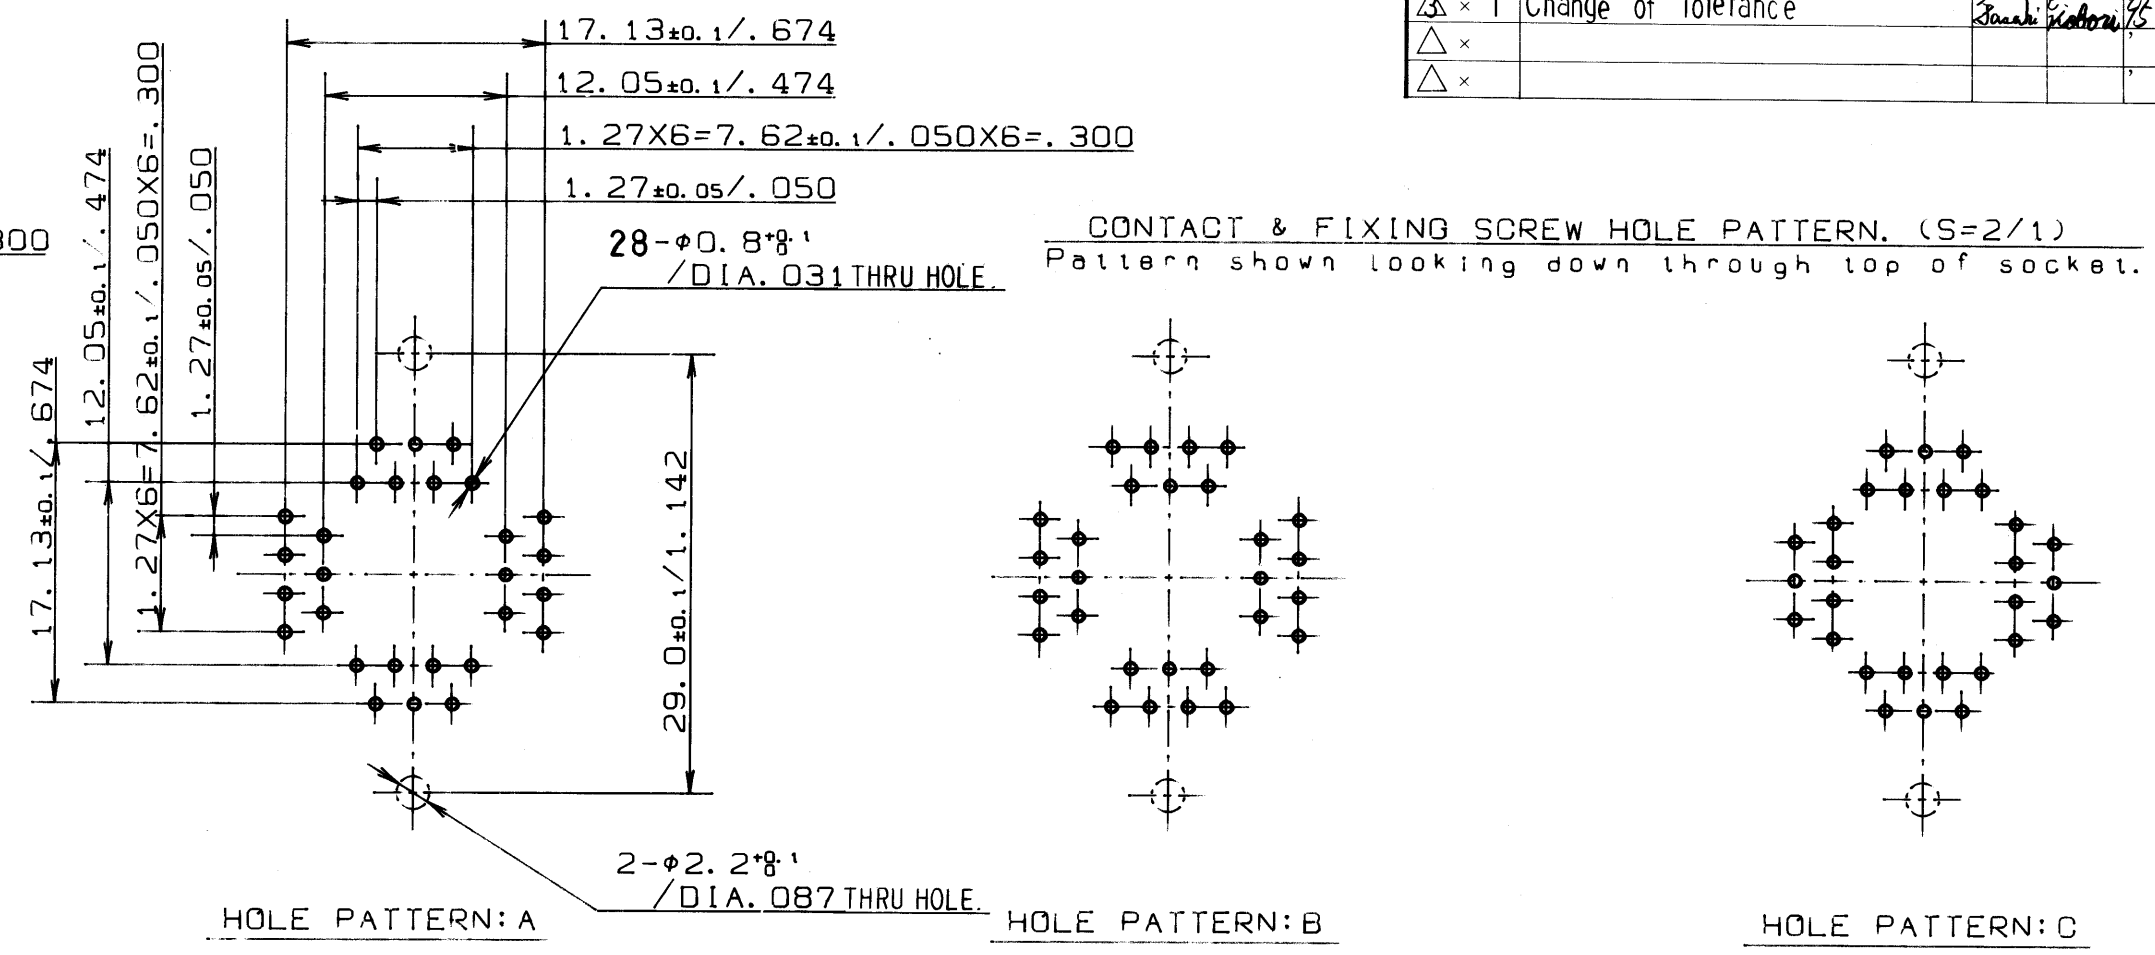 1 Change of Tolerance
×
×
17.13±0.1/.674
12.05±0.1/.474
1.27X6=7.62±0.1/.050X6=.300
1.27±0.05/.050
28-φ0.8+0.1 0
/DIA.031 THRU HOLE.
CONTACT & FIXING SCREW HOLE PATTERN. (S=2/1)
Pattern shown looking down through top of socket.
17.13±0.1/.674
12.05±0.1/.474
1.27X6=7.62±0.1/.050X6=.300
1.27±0.05/.050
29.0±0.1/1.142
2-φ2.2+0.1 0
/DIA.087 THRU HOLE.
HOLE PATTERN:A
HOLE PATTERN:B
HOLE PATTERN:C